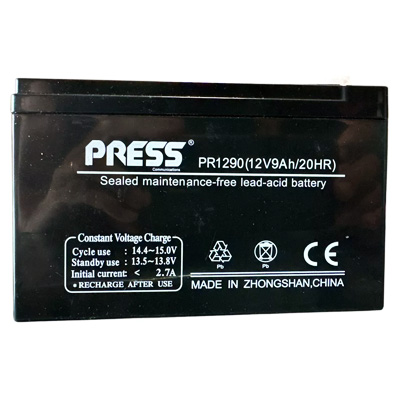 PRESS®
Communications
PR1290(12V9Ah/20HR)
Sealed maintenance-free lead-acid battery
Constant Voltage Charge
Cycle use : 14.4~15.0V
Standby use : 13.5~13.8V
Initial current: < 2.7A
*RECHARGE AFTER USE
Pb
CE
MADE IN ZHONGSHAN,CHINA